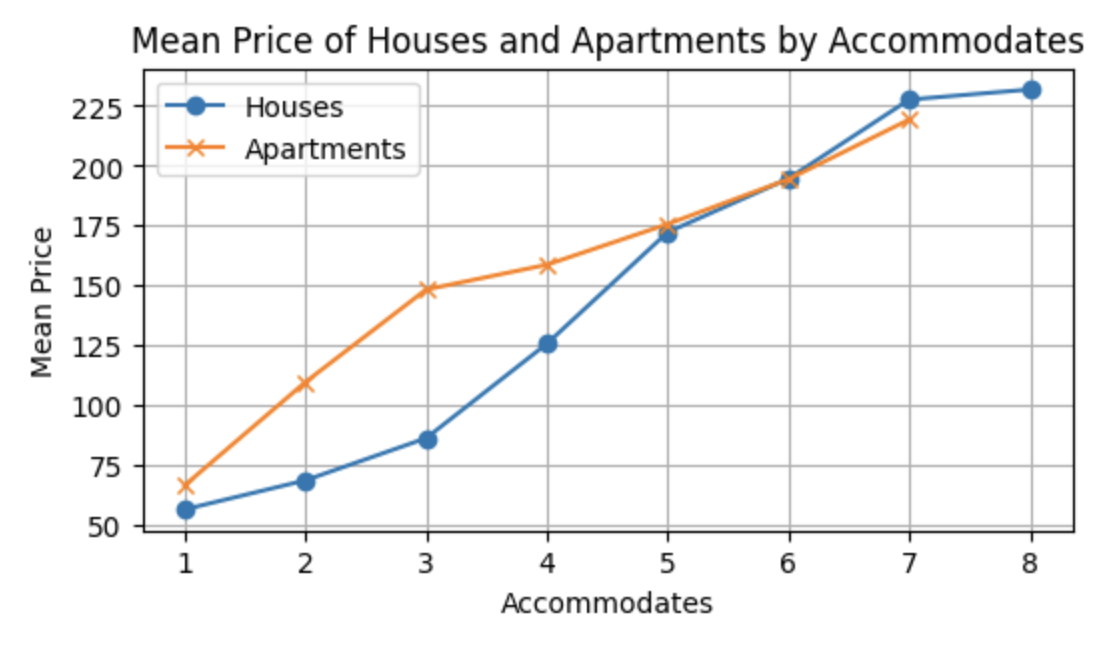 Mean Price of Houses and Apartments by Accommodates
Houses
Apartments
225
200
175
150
125
100
75
50
Mean Price
1 2 3 4 5 6 7 8
Accommodates